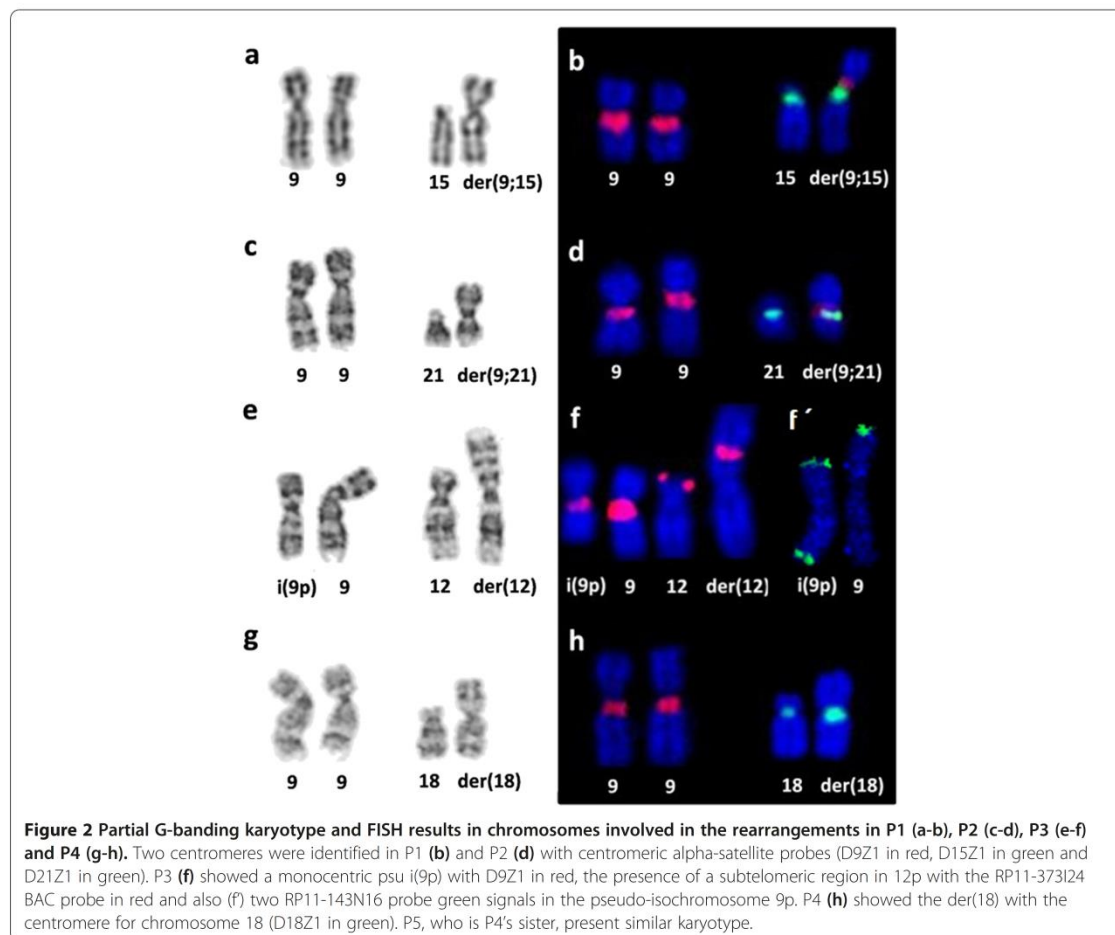 a
b
9 9 15 der(9;15)
9 9 15 der(9;15)
c
d
9 9 21 der(9;21)
9 9 21 der(9;21)
e
f
f´
i(9p) 9 12 der(12)
i(9p) 9 12 der(12)
i(9p) 9
g
h
9 9 18 der(18)
9 9 18 der(18)
Figure 2 Partial G-banding karyotype and FISH results in chromosomes involved in the rearrangements in P1 (a-b), P2 (c-d), P3 (e-f)
and P4 (g-h). Two centromeres were identified in P1 (b) and P2 (d) with centromeric alpha-satellite probes (D9Z1 in red, D15Z1 in green and
D21Z1 in green). P3 (f) showed a monocentric psu i(9p) with D9Z1 in red, the presence of a subtelomeric region in 12p with the RP11-373I24
BAC probe in red and also (f′) two RP11-143N16 probe green signals in the pseudo-isochromosome 9p. P4 (h) showed the der(18) with the
centromere for chromosome 18 (D18Z1 in green). P5, who is P4's sister, present similar karyotype.